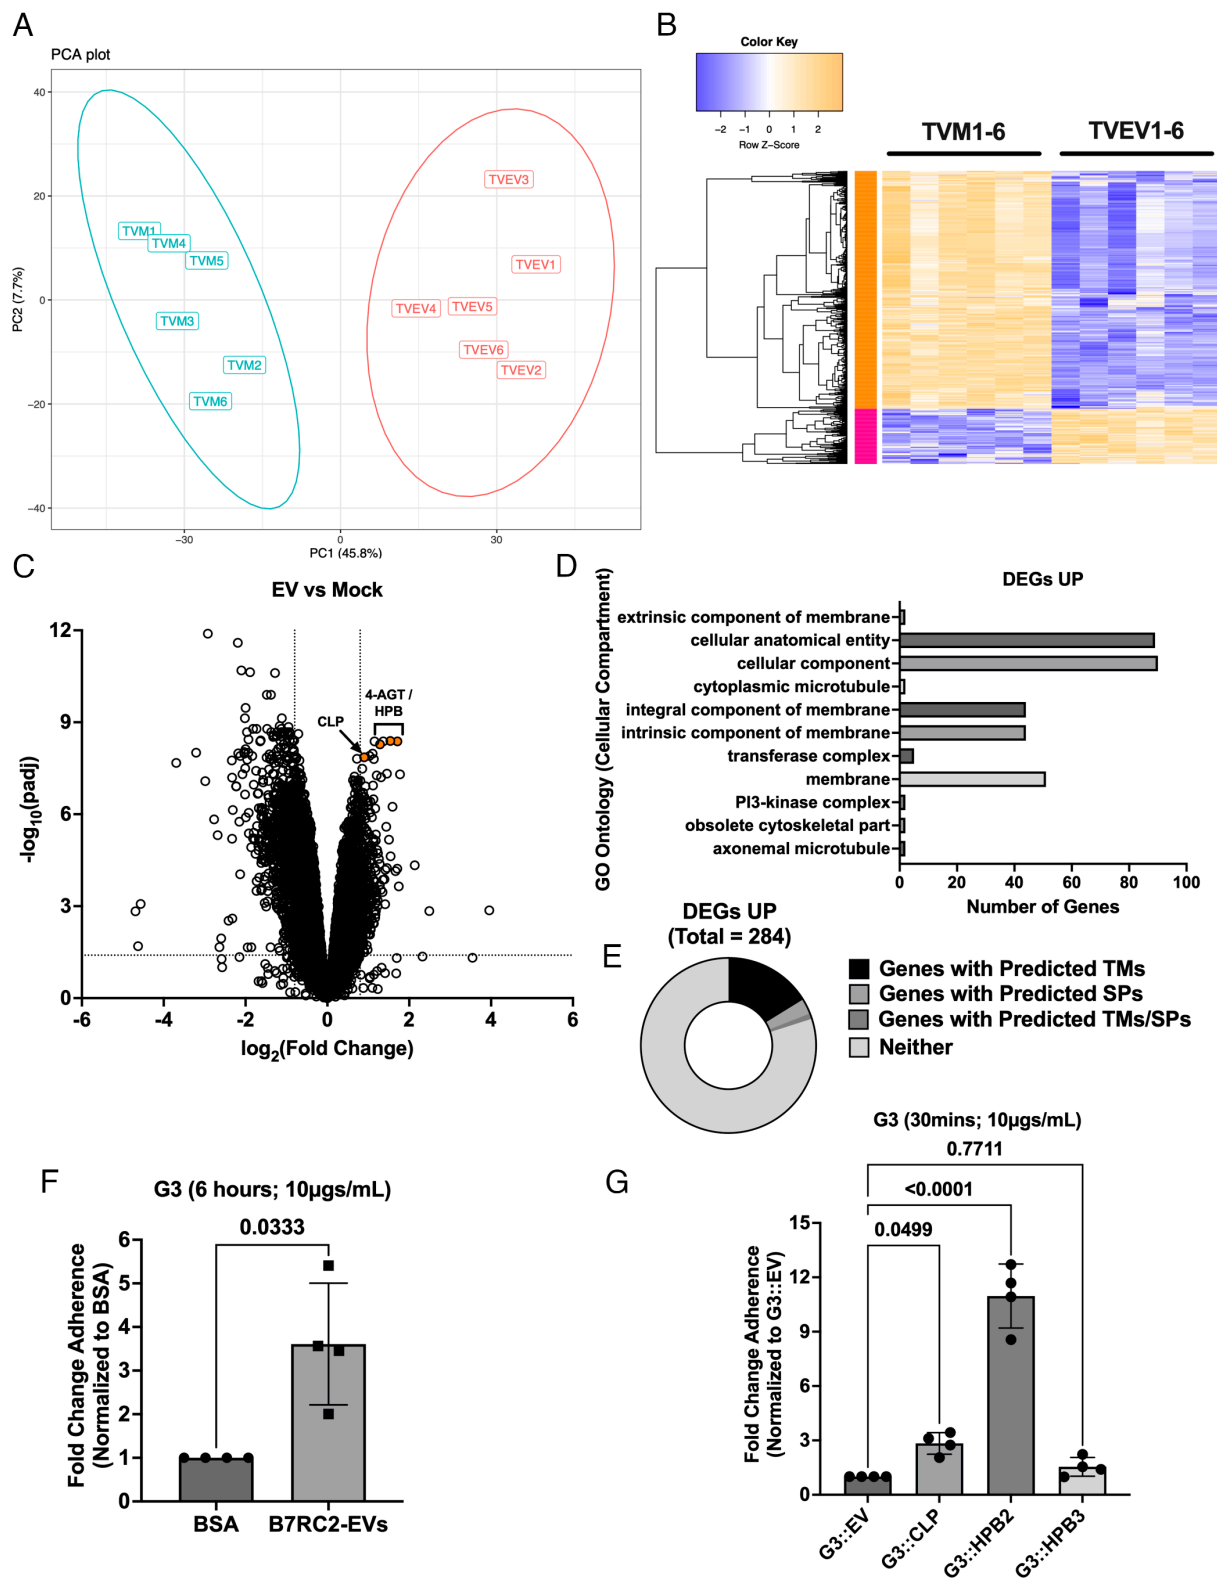 A
PCA plot
40
20
0
−20
−40
PC2 (7.7%)
TVM1
TVM4
TVM5
TVM3
TVM2
TVM6
TVEV3
TVEV1
TVEV4
TVEV5
TVEV6
TVEV2
−30
0
30
PC1 (45.8%)
B
Color Key
−2 −1 0 1 2
Row Z−Score
TVM1-6
TVEV1-6
C
EV vs Mock
12
9
6
3
0
-log10(padj)
CLP
4-AGT /
HPB
-6 -4 -2 0 2 4 6
log2(Fold Change)
D
DEGs UP
GO Ontology (Cellular Compartment)
extrinsic component of membrane
cellular anatomical entity
cellular component
cytoplasmic microtubule
integral component of membrane
intrinsic component of membrane
transferase complex
membrane
PI3-kinase complex
obsolete cytoskeletal part
axonemal microtubule
0 20 40 60 80 100
Number of Genes
E
DEGs UP
(Total = 284)
Genes with Predicted TMs
Genes with Predicted SPs
Genes with Predicted TMs/SPs
Neither
F
G3 (6 hours; 10µgs/mL)
0.0333
6
5
4
3
2
1
0
Fold Change Adherence
(Normalized to BSA)
BSA
B7RC2-EVs
G
G3 (30mins; 10µgs/mL)
0.7711
<0.0001
0.0499
15
12
9
6
3
0
Fold Change Adherence
(Normalized to G3::EV)
G3::EV
G3::CLP
G3::HPB2
G3::HPB3